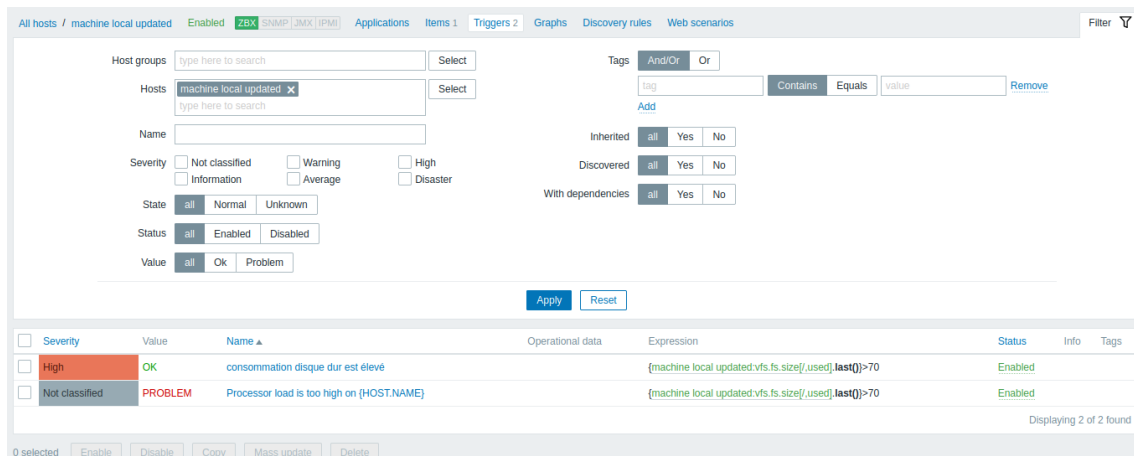 All hosts / machine local updated Enabled ZBX SNMP JMX IPMI Applications Items 1 Triggers 2 Graphs Discovery rules Web scenarios Filter
Host groups type here to search Select Tags And/Or Or
Hosts machine local updated Select tag Contains Equals value Remove
type here to search Add
Name Inherited all Yes No
Severity Not classified Warning High Discovered all Yes No
Information Average Disaster
With dependencies all Yes No
State all Normal Unknown
Status all Enabled Disabled
Value all Ok Problem
Apply Reset
Severity Value Name Operational data Expression Status Info Tags
High OK consommation disque dur est élevé {machine local updated:vfs.fs.size[/,used].last()}>70 Enabled
Not classified PROBLEM Processor load is too high on {HOST.NAME} {machine local updated:vfs.fs.size[/,used].last()}>70 Enabled
Displaying 2 of 2 found
0 selected Enable Disable Copy Mass update Delete